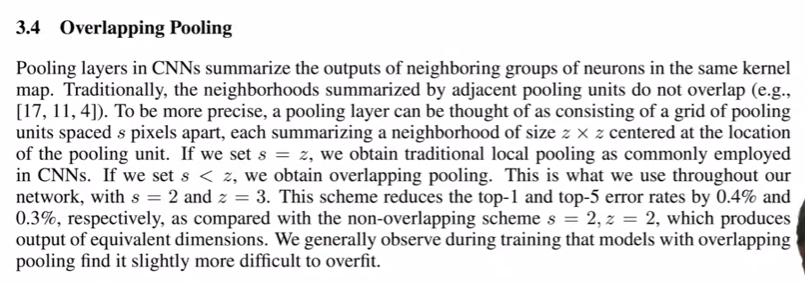 3.4 Overlapping Pooling
Pooling layers in CNNs summarize the outputs of neighboring groups of neurons in the same kernel
map. Traditionally, the neighborhoods summarized by adjacent pooling units do not overlap (e.g.,
[17, 11, 4]). To be more precise, a pooling layer can be thought of as consisting of a grid of pooling
units spaced s pixels apart, each summarizing a neighborhood of size z × z centered at the location
of the pooling unit. If we set s = z, we obtain traditional local pooling as commonly employed
in CNNs. If we set s < z, we obtain overlapping pooling. This is what we use throughout our
network, with s = 2 and z = 3. This scheme reduces the top-1 and top-5 error rates by 0.4% and
0.3%, respectively, as compared with the non-overlapping scheme s = 2, z = 2, which produces
output of equivalent dimensions. We generally observe during training that models with overlapping
pooling find it slightly more difficult to overfit.